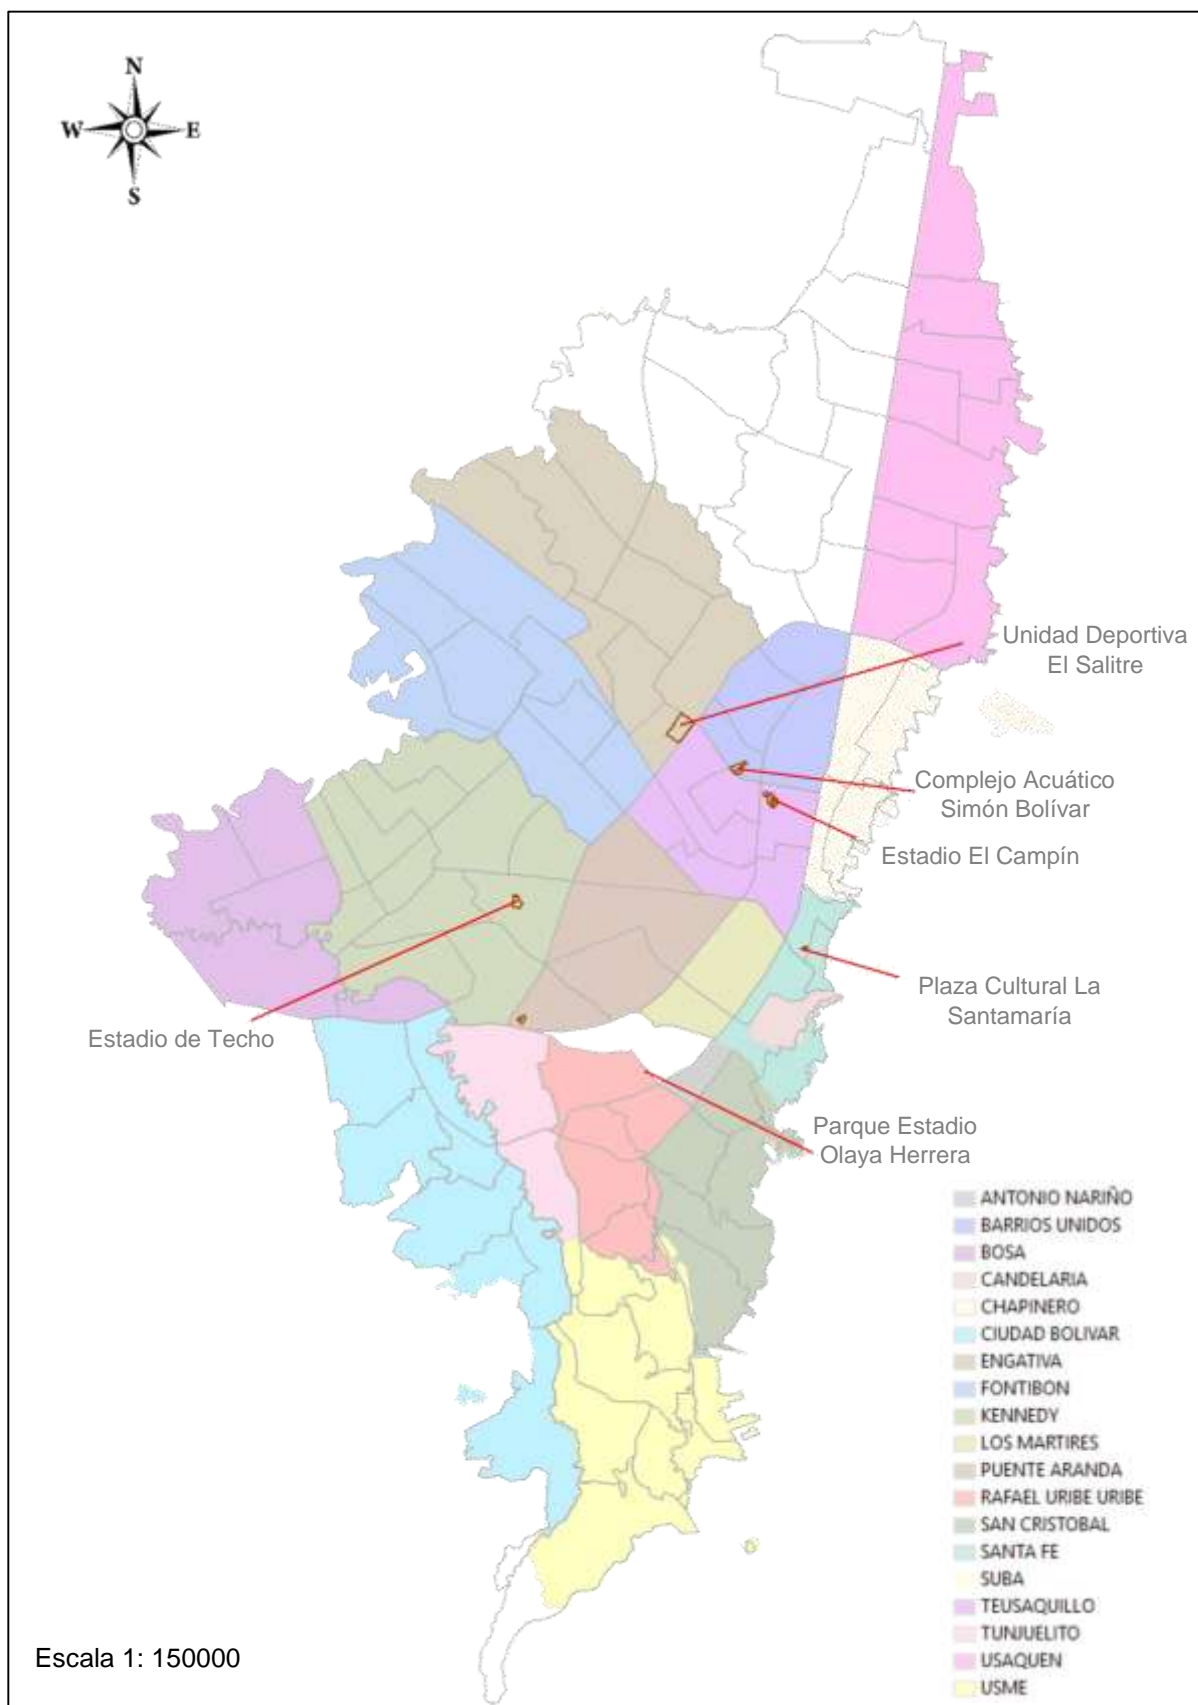 N
W E
S
Unidad Deportiva
El Salitre
Complejo Acuático
Simón Bolívar
Estadio El Campín
Plaza Cultural La
Santamaría
Estadio de Techo
Parque Estadio
Olaya Herrera
ANTONIO NARIÑO
BARRIOS UNIDOS
BOSA
CANDELARIA
CHAPINERO
CIUDAD BOLIVAR
ENGATIVA
FONTIBON
KENNEDY
LOS MARTIRES
PUENTE ARANDA
RAFAEL URIBE URIBE
SAN CRISTOBAL
SANTA FE
SUBA
TEUSAQUILLO
TUNJUELITO
USAQUEN
USME
Escala 1: 150000